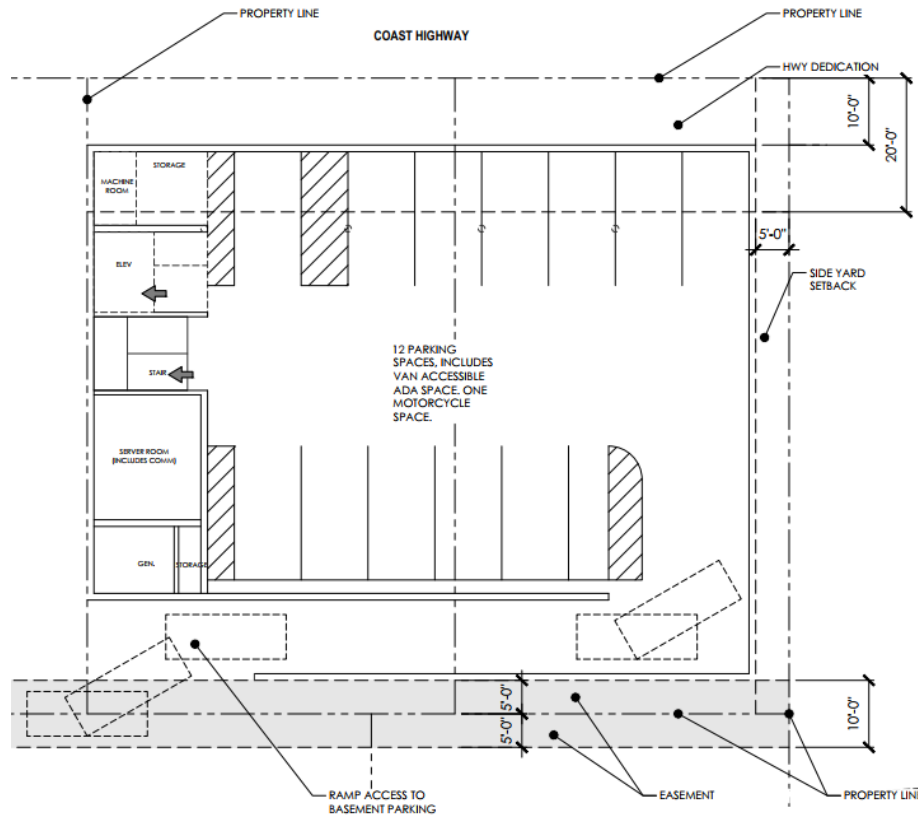 PROPERTY LINE
PROPERTY LINE
COAST HIGHWAY
HWY DEDICATION
10'-0"
20'-0"
STORAGE
MACHINE
ROOM
5'-0"
ELEV
SIDE YARD
SETBACK
12 PARKING
SPACES, INCLUDES
VAN ACCESSIBLE
ADA SPACE. ONE
MOTORCYCLE
SPACE.
STAIR
SERVER ROOM
(INCLUDES COMM)
GEN.
STORAGE
5'-0"
5'-0"
10'-0"
RAMP ACCESS TO
BASEMENT PARKING
EASEMENT
PROPERTY LIN